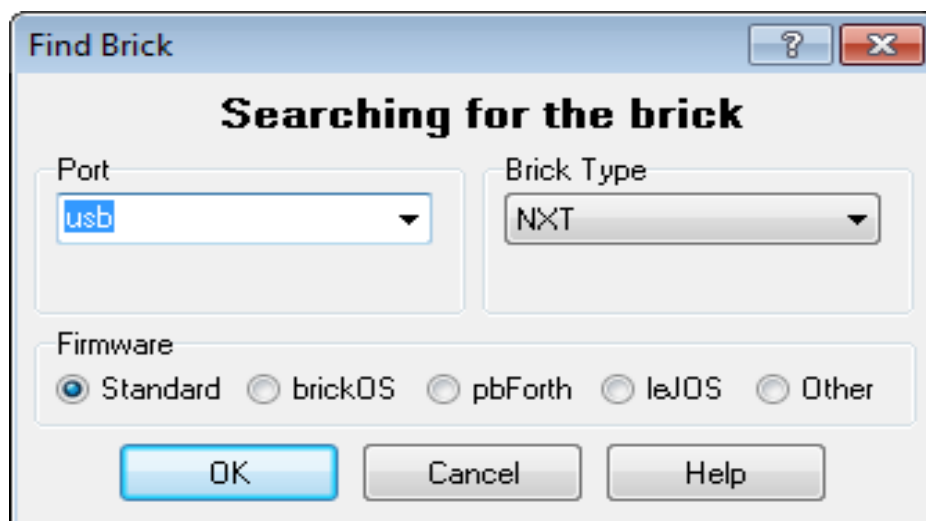 Find Brick
Searching for the brick
Port
Brick Type
usb
NXT
Firmware
Standard brickOS pbForth leJOS Other
OK Cancel Help